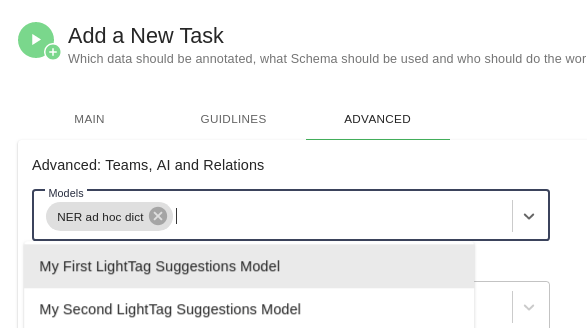 Add a New Task
Which data should be annotated, what Schema should be used and who should do the wor
MAIN
GUIDLINES
ADVANCED
Advanced: Teams, AI and Relations
Models
NER ad hoc dict
My First LightTag Suggestions Model
My Second LightTag Suggestions Model